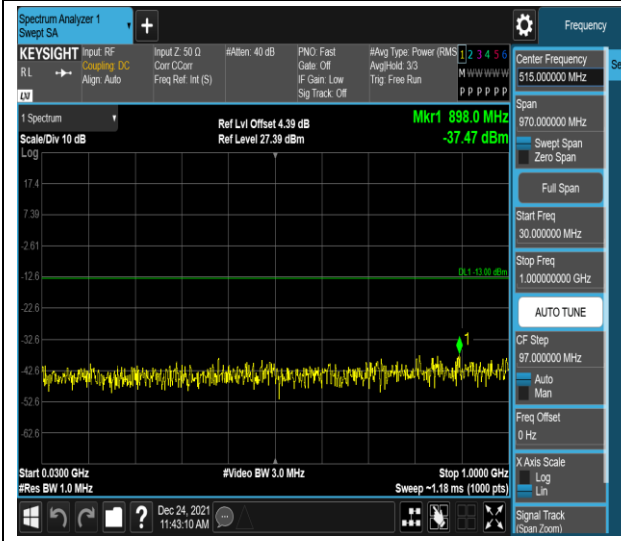 Spectrum Analyzer 1
Swept SA
Frequency
KEYSIGHT
RL
LXI
Input: RF
Coupling: DC
Align: Auto
Input Z: 50 Ω
Corr CCorr
Freq Ref: Int (S)
#Atten: 40 dB
PNO: Fast
Gate: Off
IF Gain: Low
Sig Track: Off
#Avg Type: Power (RMS
Avg|Hold: 3/3
Trig: Free Run
1 2 3 4 5 6
M W W W W W
P P P P P P
1 Spectrum
Scale/Div 10 dB
Log
Ref Lvl Offset 4.39 dB
Ref Level 27.39 dBm
Mkr1 898.0 MHz
-37.47 dBm
17.4
7.39
-2.61
-12.6
-22.6
-32.6
-42.6
-52.6
-62.6
DL1 -13.00 dBm
1
Start 0.0300 GHz
#Res BW 1.0 MHz
#Video BW 3.0 MHz
Stop 1.0000 GHz
Sweep ~1.18 ms (1000 pts)
Dec 24, 2021
11:43:10 AM
Center Frequency
515.000000 MHz
Se
Span
970.000000 MHz
Swept Span
Zero Span
Full Span
Start Freq
30.000000 MHz
Stop Freq
1.000000000 GHz
AUTO TUNE
CF Step
97.000000 MHz
Auto
Man
Freq Offset
0 Hz
X Axis Scale
Log
Lin
Signal Track
(Span Zoom)